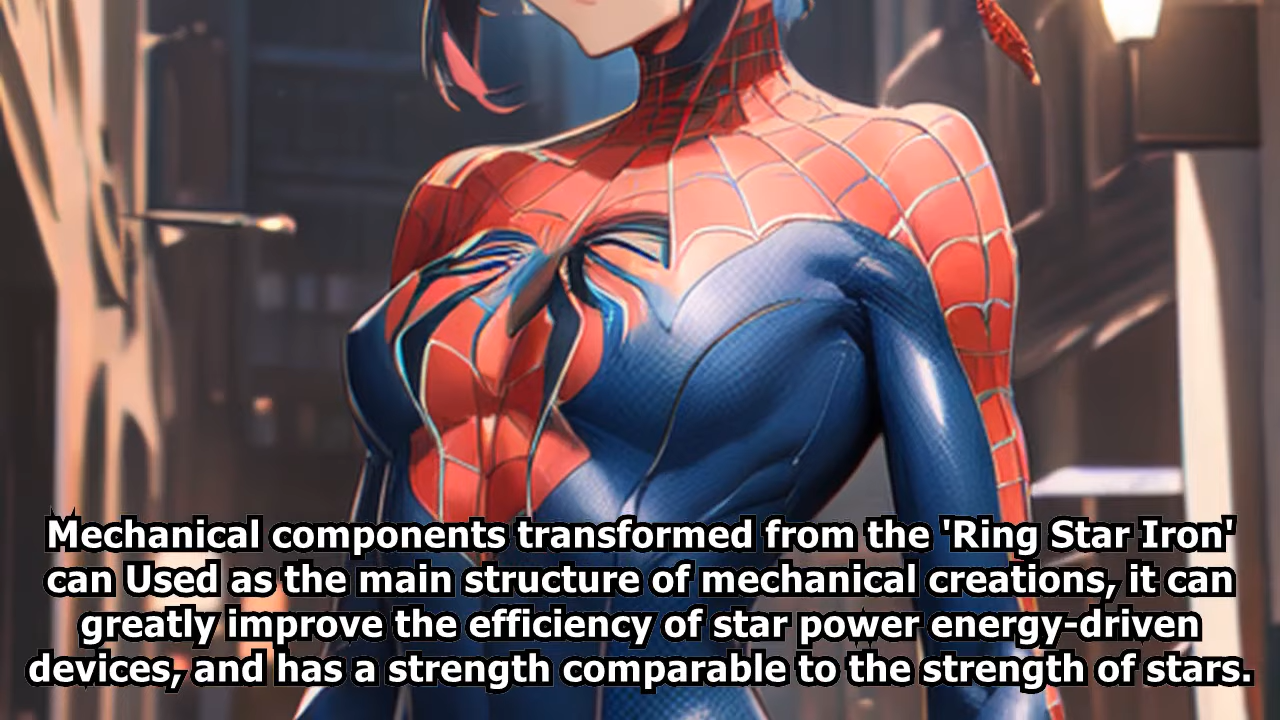 Mechanical components transformed from the 'Ring Star Iron'
can Used as the main structure of mechanical creations, it can
greatly improve the efficiency of star power energy-driven
devices, and has a strength comparable to the strength of stars.